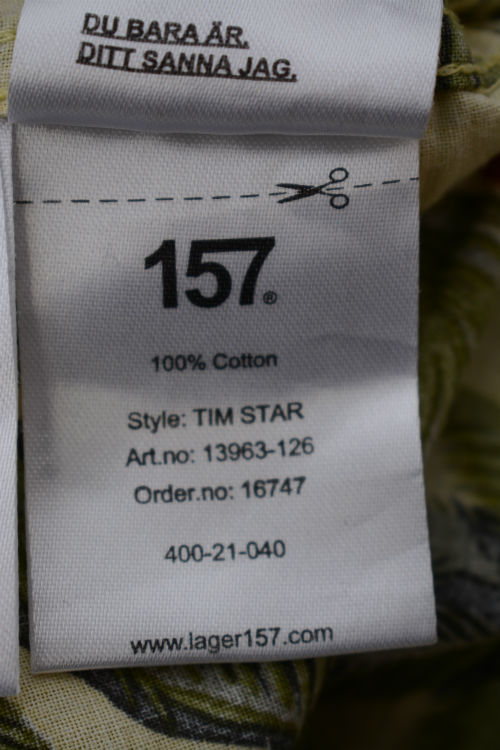 DU BARA ÄR.
DITT SANNA JAG.
157®
100% Cotton
Style: TIM STAR
Art.no: 13963-126
Order.no: 16747
400-21-040
www.lager157.com